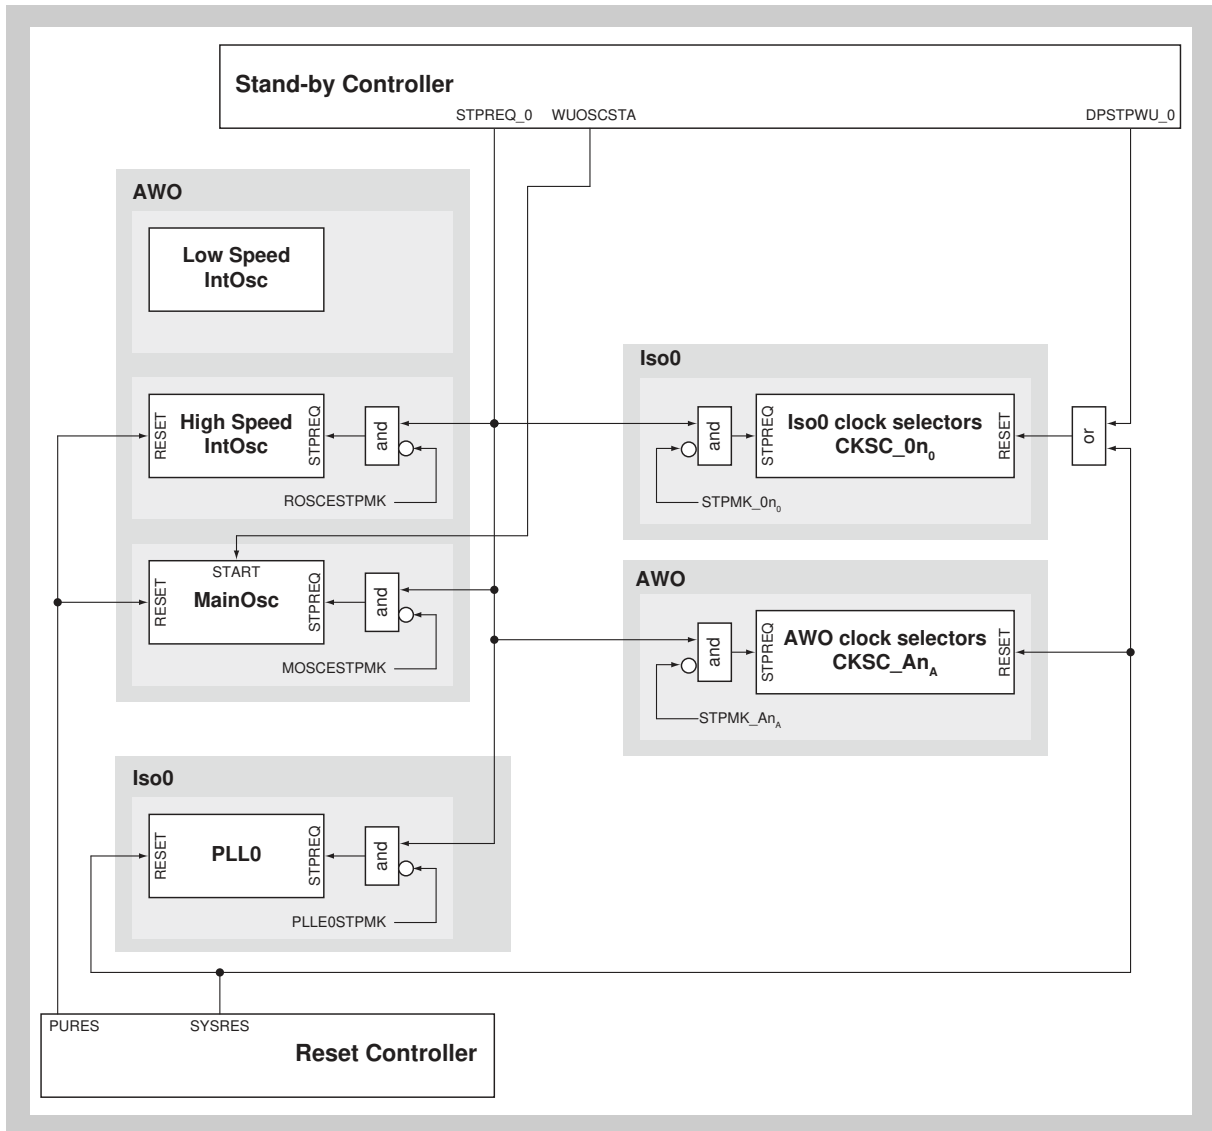 Stand-by Controller
STPREQ_0 WUOSCSTA DPSTPWU_0
AWO
Low Speed
IntOsc
RESET
High Speed
IntOsc
STPREQ
and
ROSCESTPMK
START
RESET
MainOsc
STPREQ
and
MOSCESTPMK
Iso0
and
STPREQ
Iso0 clock selectors
CKSC_0n0
RESET
or
STPMK_0n0
AWO
and
STPREQ
AWO clock selectors
CKSC_AnA
RESET
STPMK_AnA
Iso0
RESET
PLL0
STPREQ
and
PLLE0STPMK
PURES SYSRES
Reset Controller